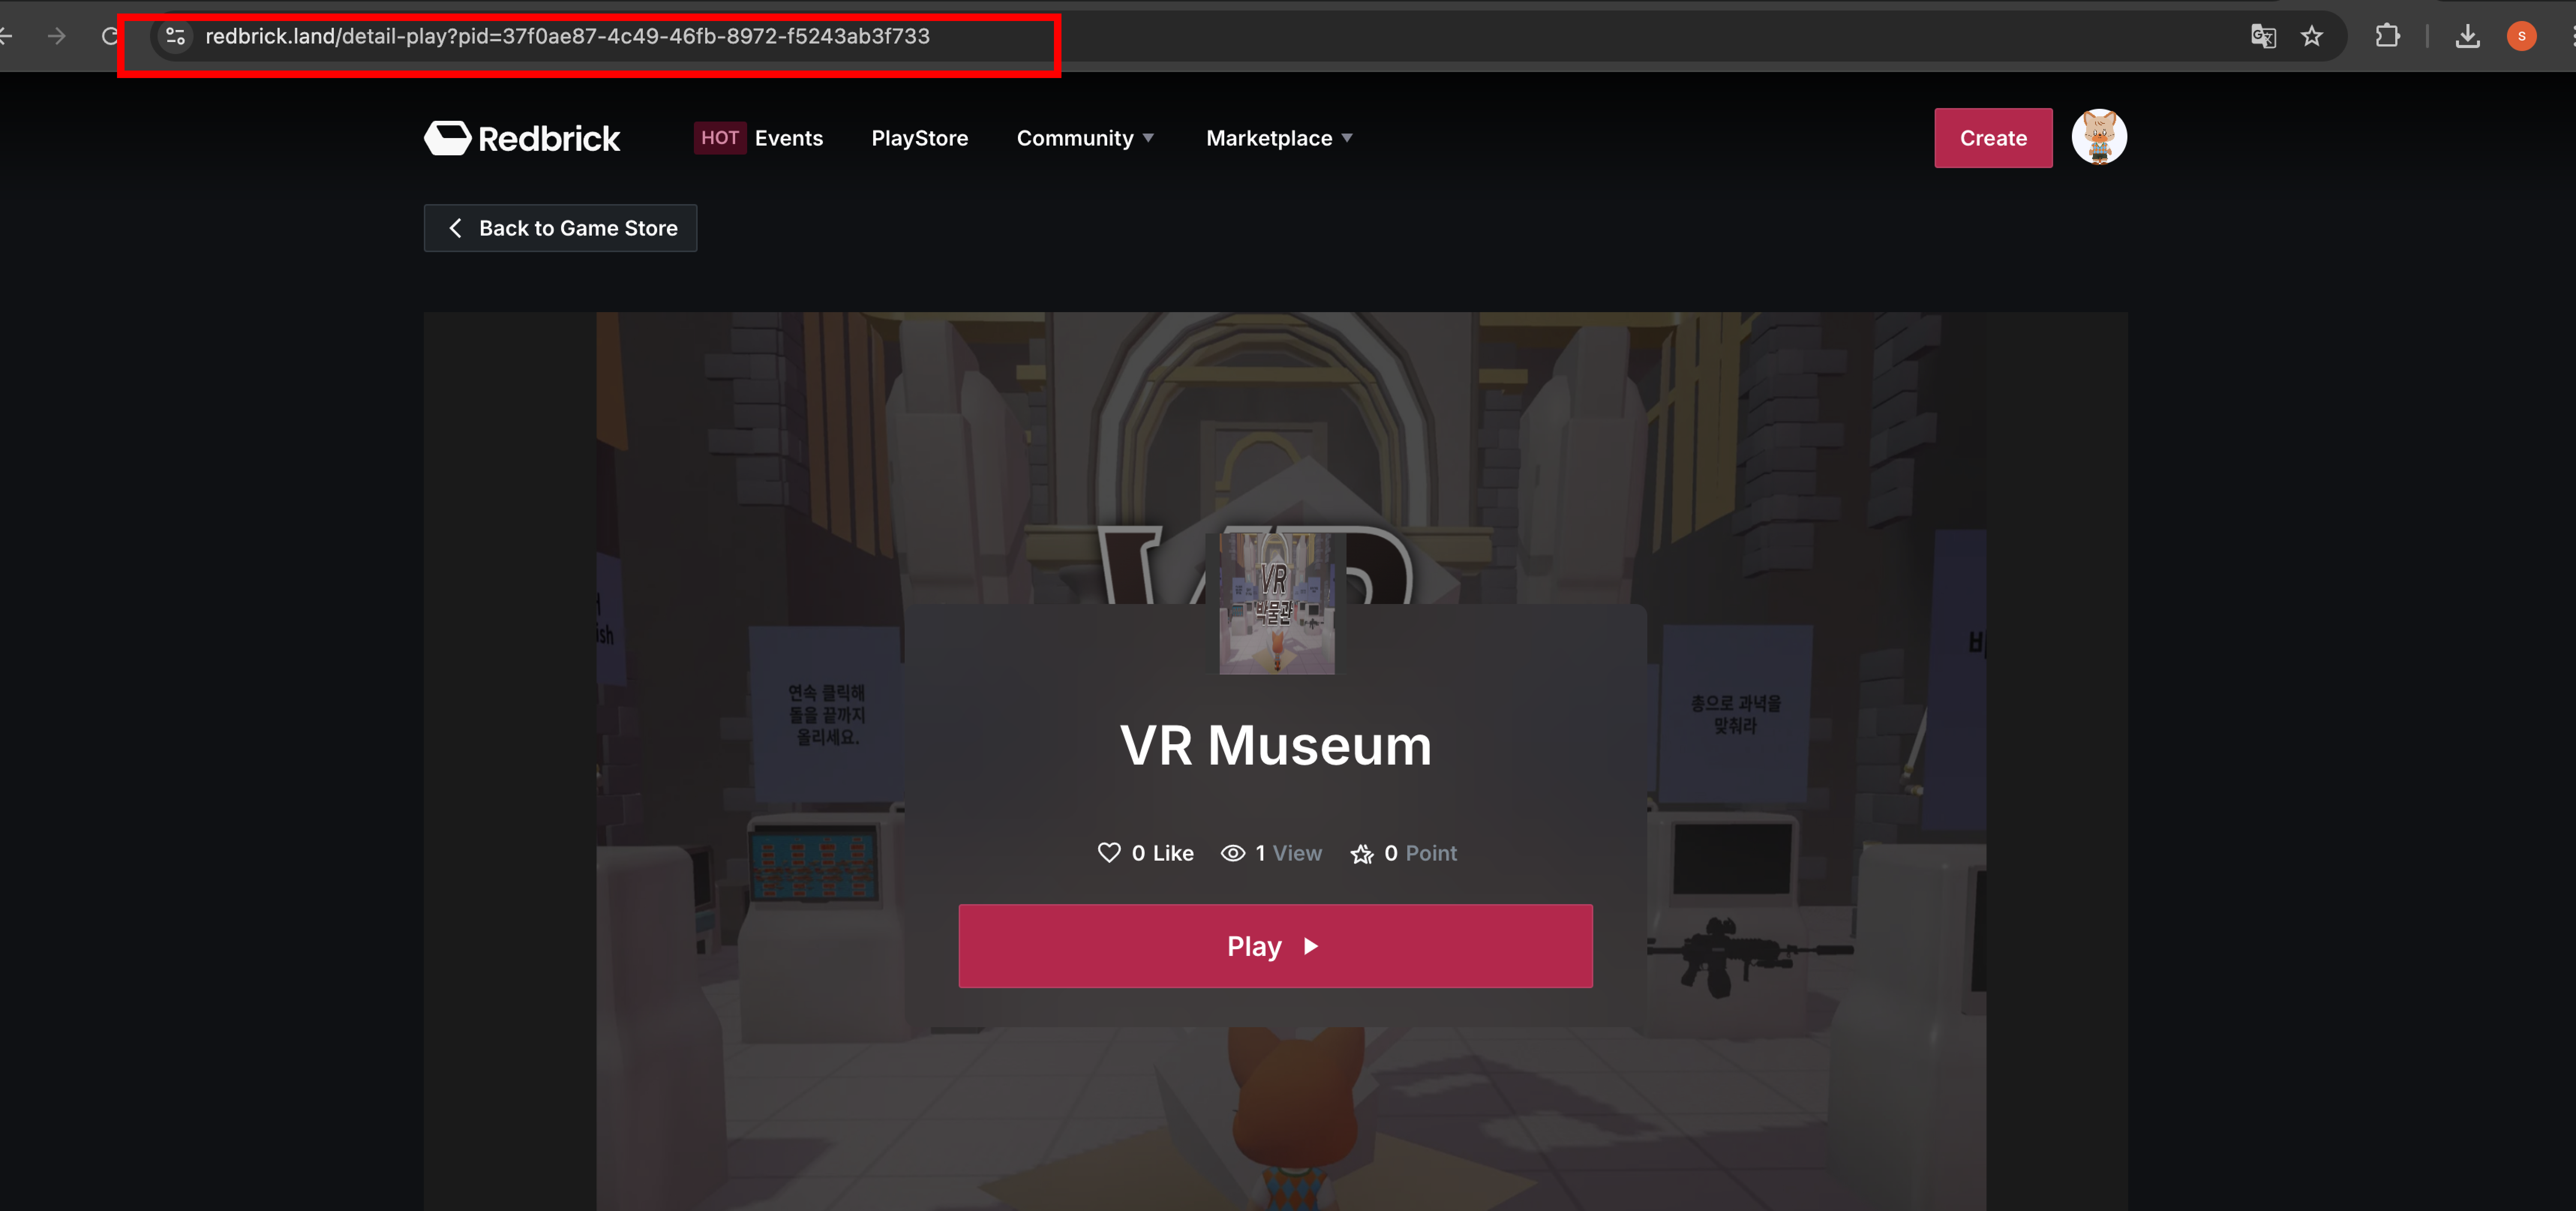 redbrick.land/detail-play?pid=37f0ae87-4c49-46fb-8972-f5243ab3f733
S
Redbrick
HOT Events
PlayStore
Community
Marketplace
Create
Back to Game Store
VR
박물관
연속 클릭해
돌을 끝까지
올리세요.
총으로 과녁을
맞춰라
VR Museum
0 Like
1 View
0 Point
Play